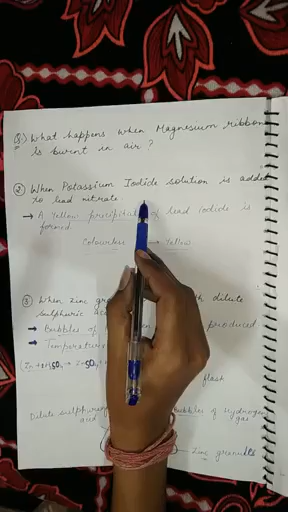 Q. What happens when Magnesium ribbon
is burnt in air?
② When Potassium Iodide solution is added
to lead nitrate.
→ A Yellow precipitate of lead iodide is
formed
Colourless → Yellow
③ When zinc dilute
sulphuric
→ Bubbles of produced
→ Temperature
flash
Dilute sulphuric Bubbles of Hydrogen
acid gas
Zinc granules